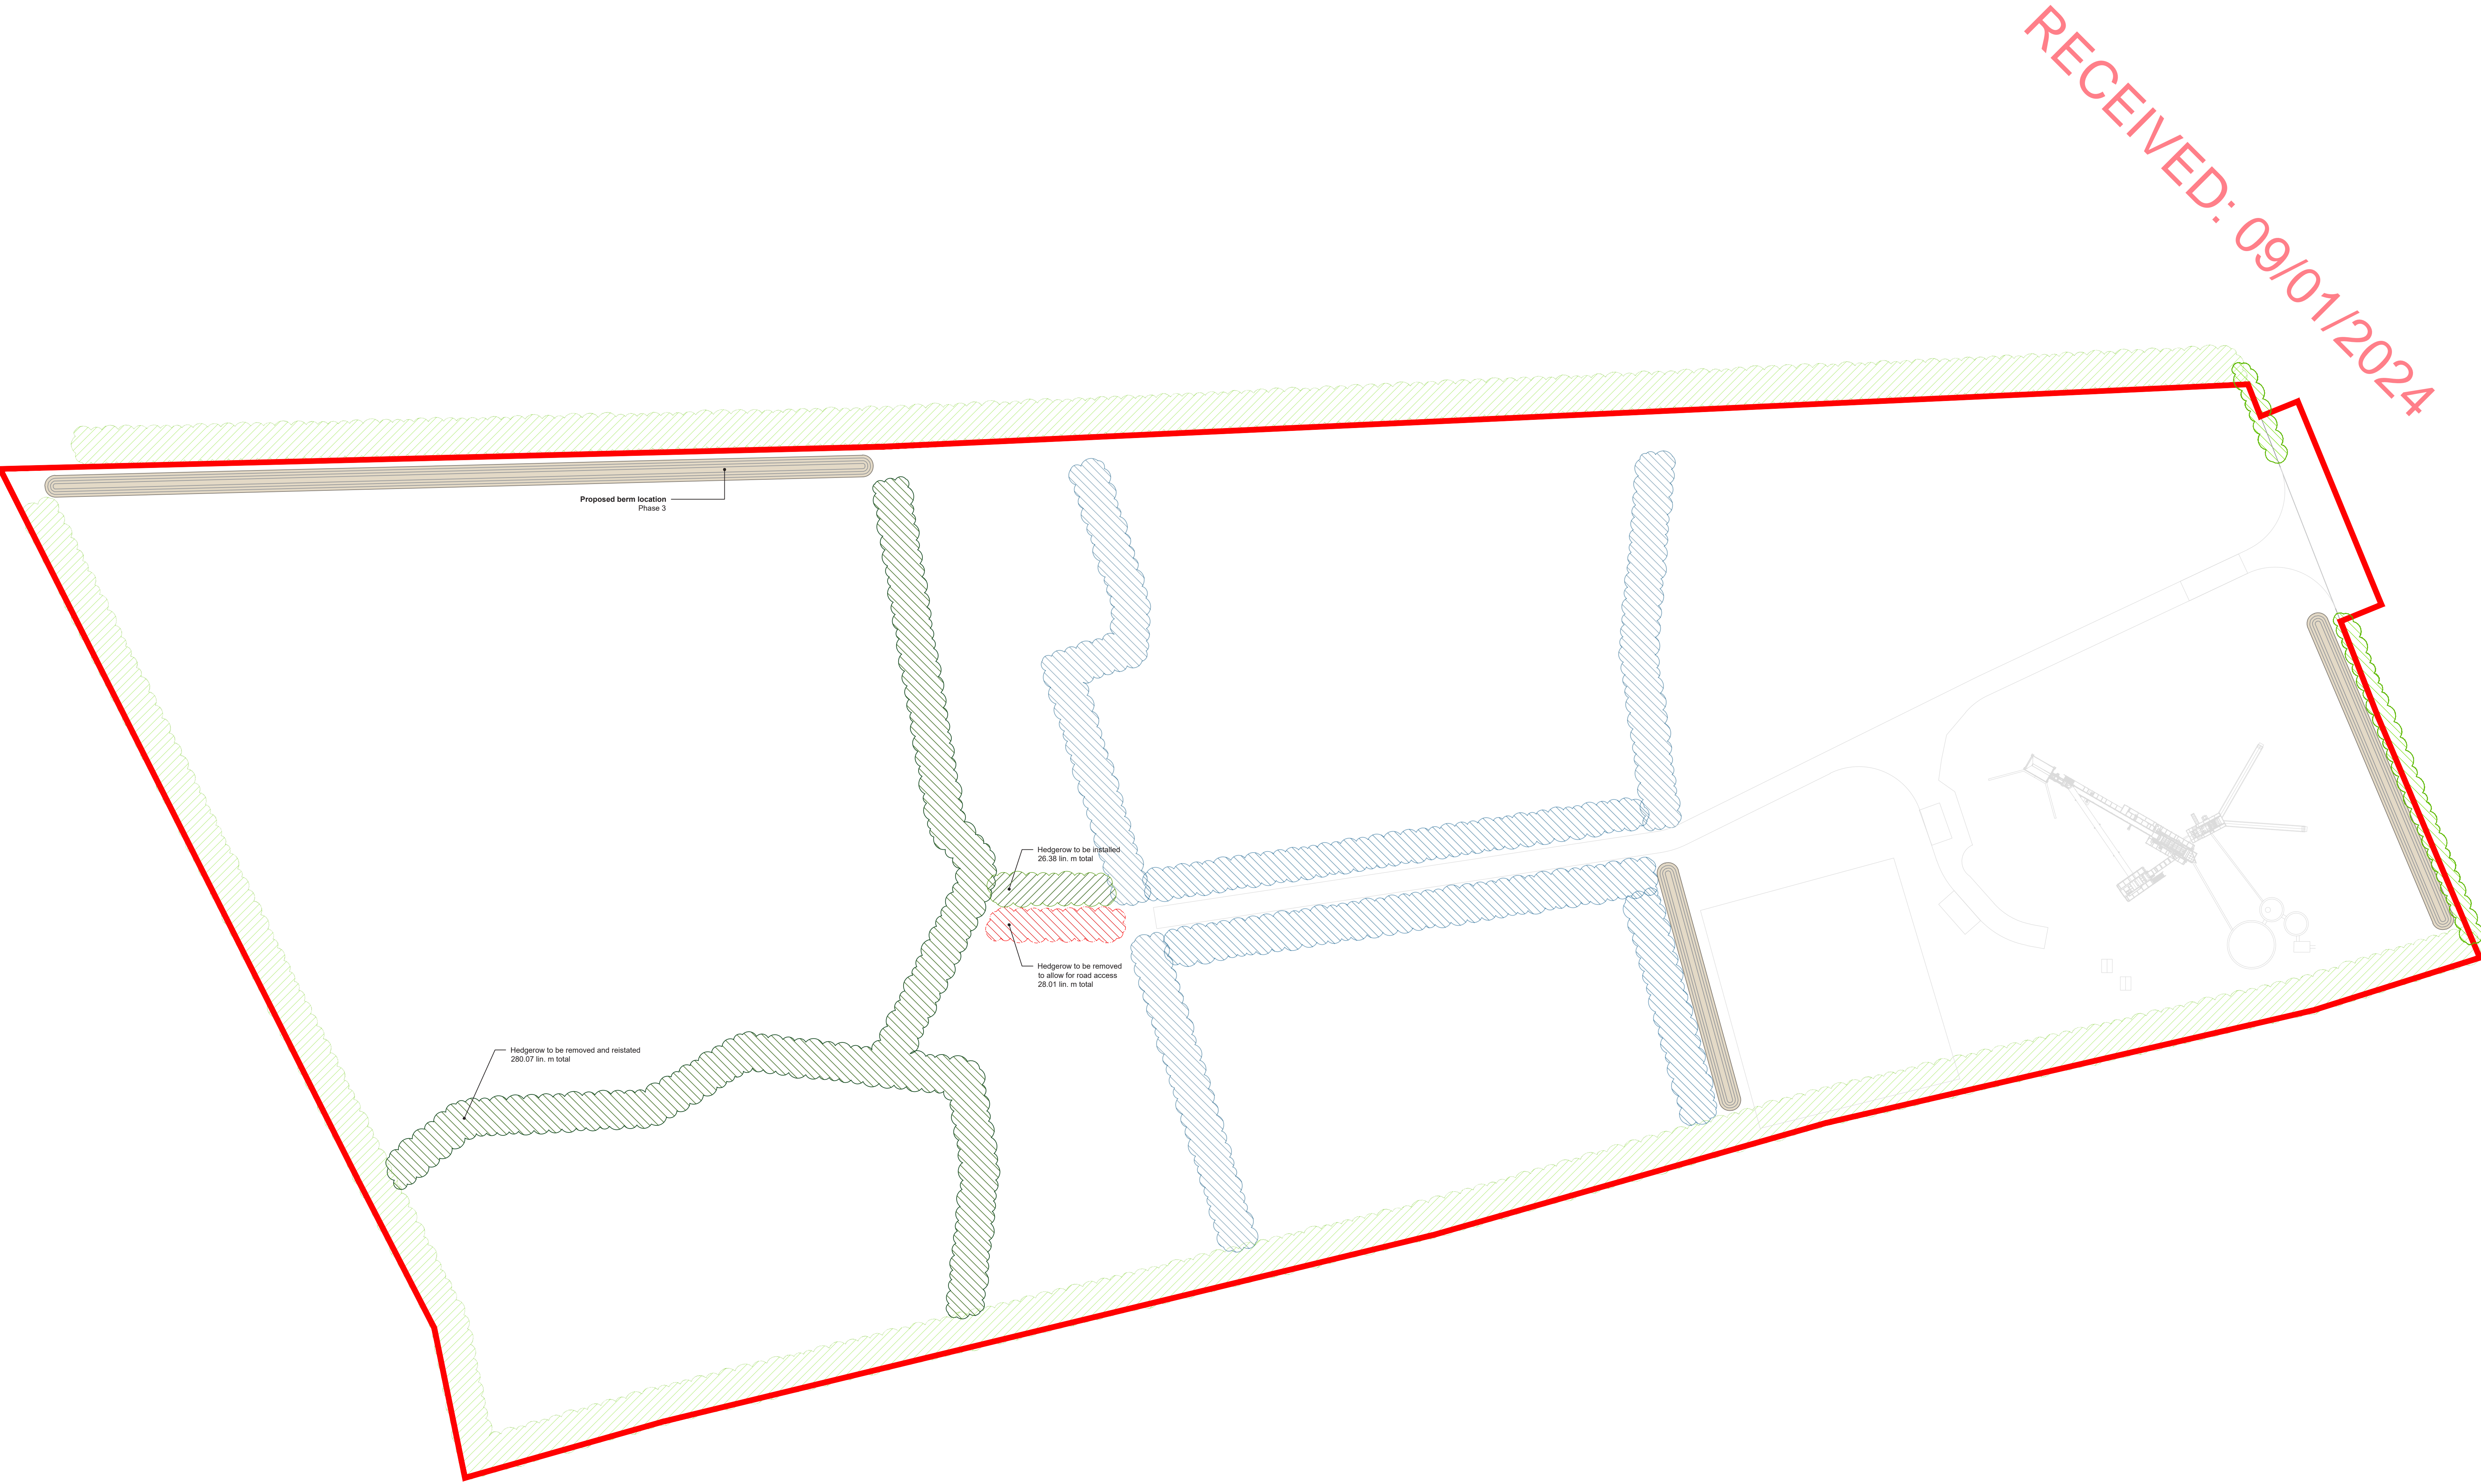 RECEIVED: 09/01/2024
Proposed berm location
Phase 3
Hedgerow to be installed
26.38 lin. m total
Hedgerow to be removed
to allow for road access
28.01 lin. m total
Hedgerow to be removed and reistated
280.07 lin. m total